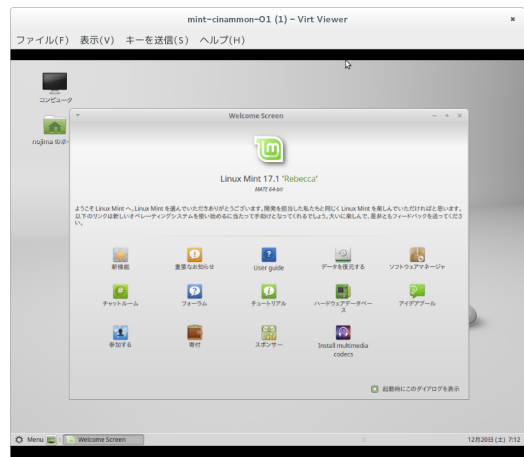 mint-cinammon-01 (1) – Virt Viewer
ファイル(F) 表示(V) キーを送信(S) ヘルプ(H)
コンピュータ
nojima のホー
Welcome Screen
Linux Mint 17.1 'Rebecca'
MATE 64-bit
ようこそ Linux Mint へ。Linux Mint を選んでいただきありがとうございます。開発を担当した私たちと同じく Linux Mint を楽しんでいただければと思います。
以下のリンクは新しいオペレーティングシステムを使い始めるに当たって手助けとなってくれるでしょう。大いに楽しんで、是非ともフィードバックを送ってくださ
い。
新機能 重要なお知らせ User guide データを復元する ソフトウェアマネージャ
チャットルーム フォーラム チュートリアル ハードウェアデータベー
ス アイデアプール
参加する 寄付 スポンサー Install multimedia
codecs
起動時にこのダイアログを表示
Menu Welcome Screen 12月20日 (土) 7:12